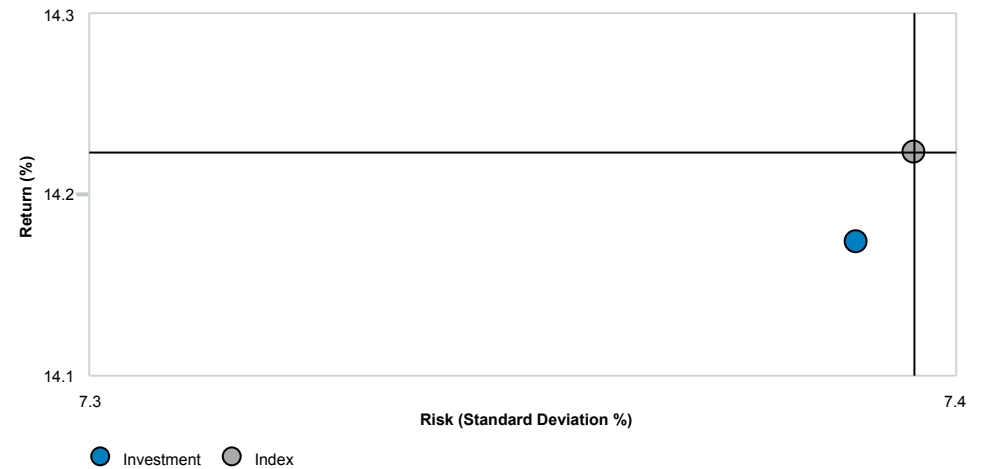 14.3
Return (%)
14.2
14.1
7.3
7.4
Risk (Standard Deviation %)
Investment
Index